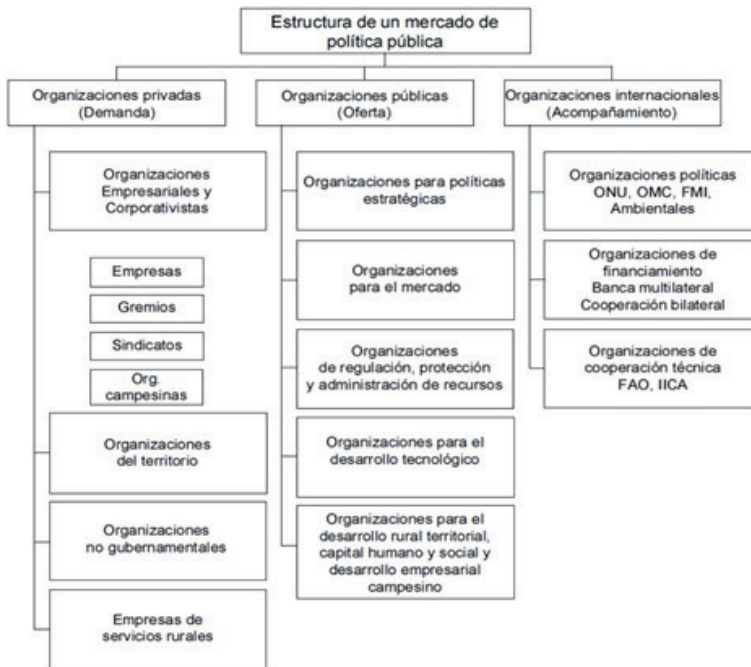 Estructura de un mercado de
política pública
Organizaciones privadas
(Demanda)
Organizaciones
Empresariales y
Corporativistas
Empresas
Gremios
Sindicatos
Org.
campesinas
Organizaciones
del territorio
Organizaciones
no gubernamentales
Empresas de
servicios rurales
Organizaciones públicas
(Oferta)
Organizaciones para políticas
estratégicas
Organizaciones
para el mercado
Organizaciones
de regulación, protección
y administración de recursos
Organizaciones para el
desarrollo tecnológico
Organizaciones para el
desarrollo rural territorial,
capital humano y social y
desarrollo empresarial
campesino
Organizaciones internacionales
(Acompañamiento)
Organizaciones políticas
ONU, OMC, FMI,
Ambientales
Organizaciones de
financiamiento
Banca multilateral
Cooperación bilateral
Organizaciones de
cooperación técnica
FAO, IICA